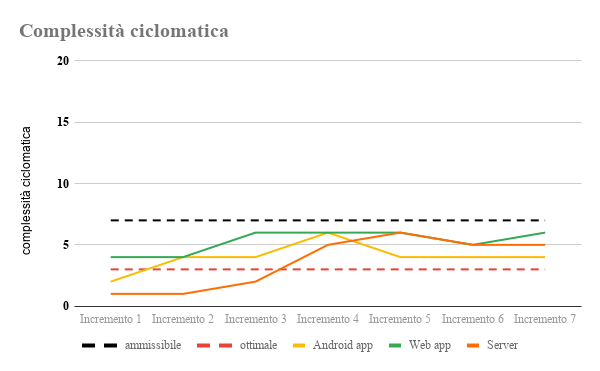 Complessità ciclomatica
complessità ciclomatica
20
15
10
5
0
Incremento 1 Incremento 2 Incremento 3 Incremento 4 Incremento 5 Incremento 6 Incremento 7
ammissibile ottimale Android app Web app Server